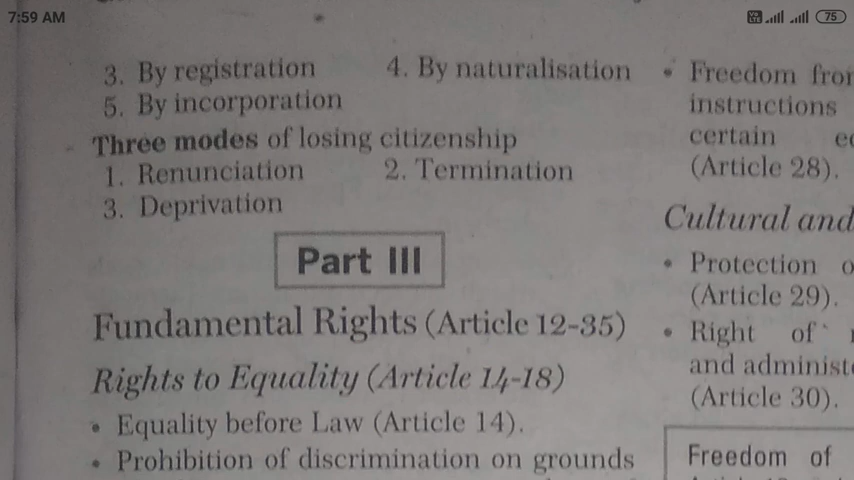 7:59 AM
75
3. By registration 4. By naturalisation
5. By incorporation
Three modes of losing citizenship
1. Renunciation 2. Termination
3. Deprivation
Part III
Fundamental Rights (Article 12-35)
Rights to Equality (Article 14-18)
• Equality before Law (Article 14).
• Prohibition of discrimination on grounds
• Freedom
instructions
certain
(Article 28).
Cultural and
• Protection
(Article 29).
• Right of
and
(Article 30).
Freedom of